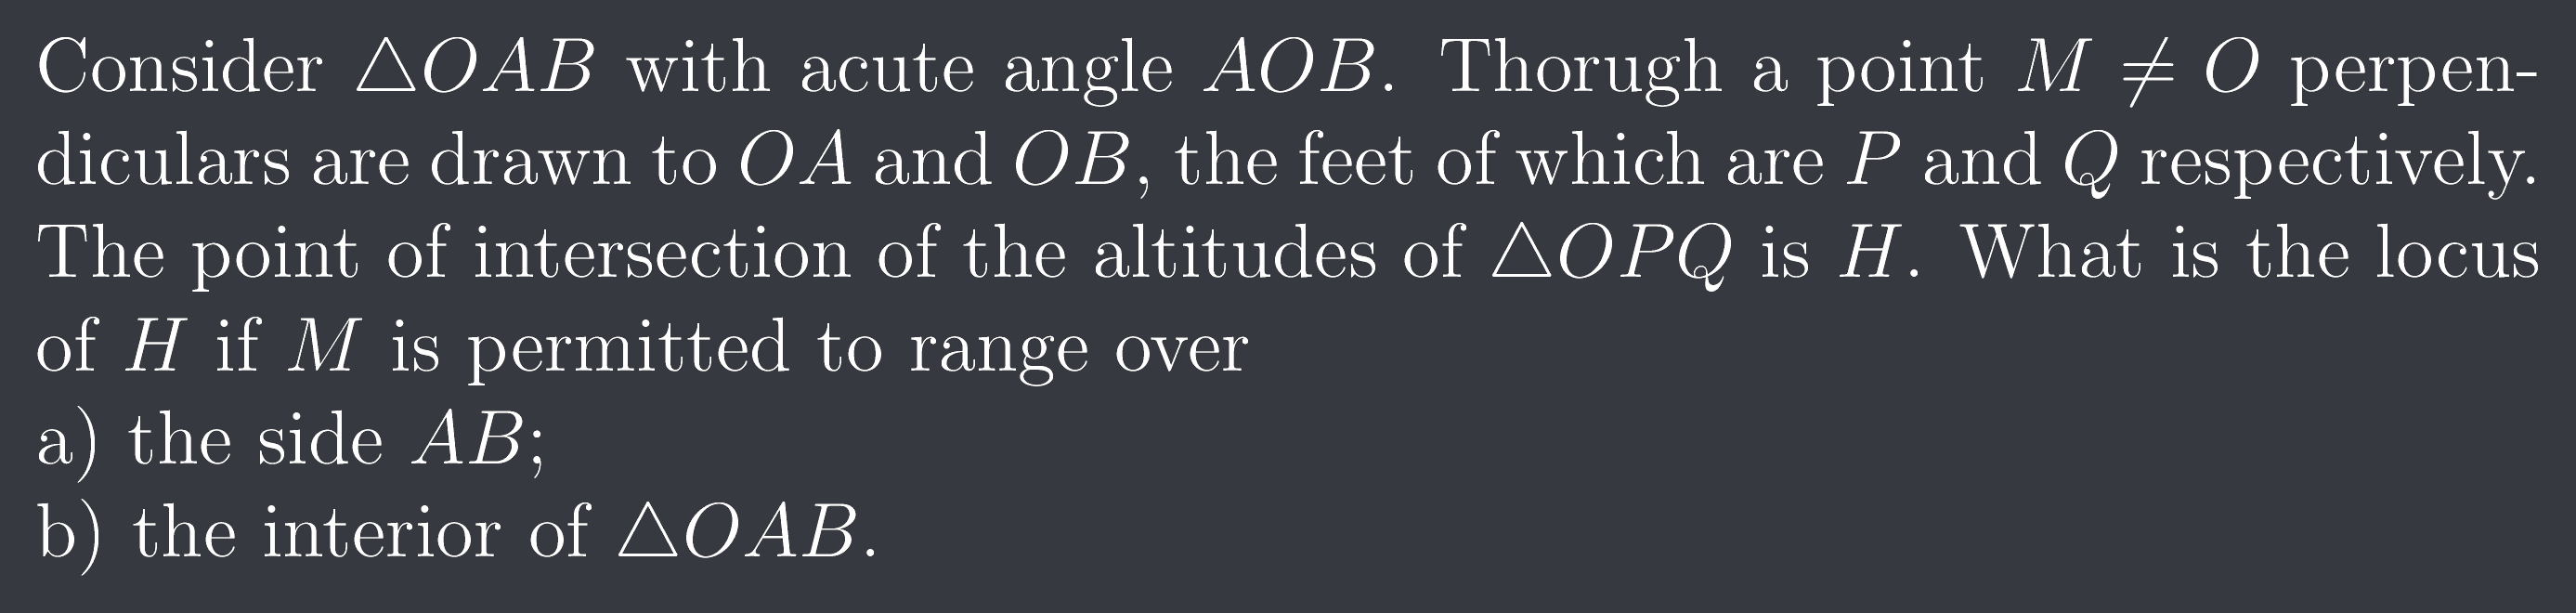 Consider △OAB with acute angle AOB. Thorugh a point M ≠ O perpen-
diculars are drawn to OA and OB, the feet of which are P and Q respectively.
The point of intersection of the altitudes of △OPQ is H. What is the locus
of H if M is permitted to range over
a) the side AB;
b) the interior of △OAB.